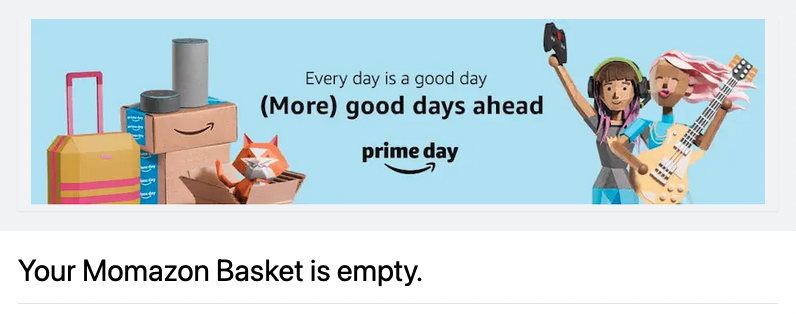 Every day is a good day
(More) good days ahead
prime day
Your Momazon Basket is empty.